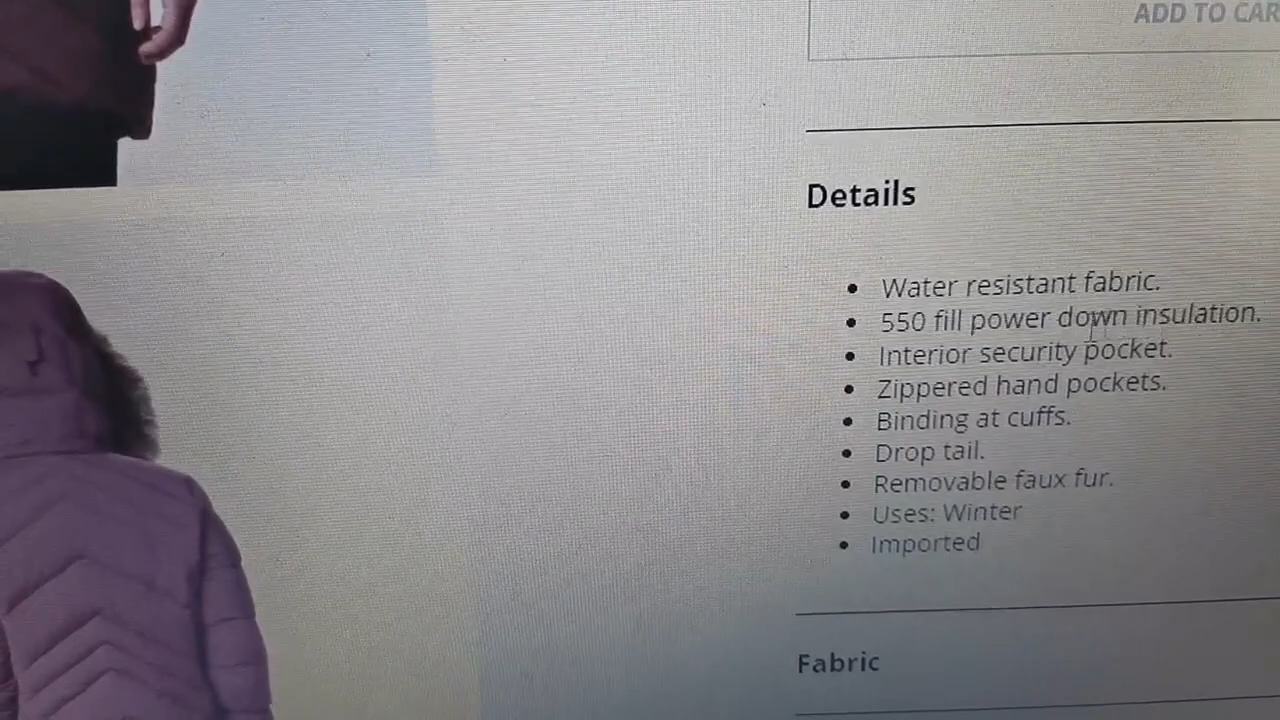 ADD TO CAR
Details
Water resistant fabric.
550 fill power down insulation.
Interior security pocket.
Zippered hand pockets.
Binding at cuffs.
Drop tail.
Removable faux fur.
Uses: Winter
Imported
Fabric